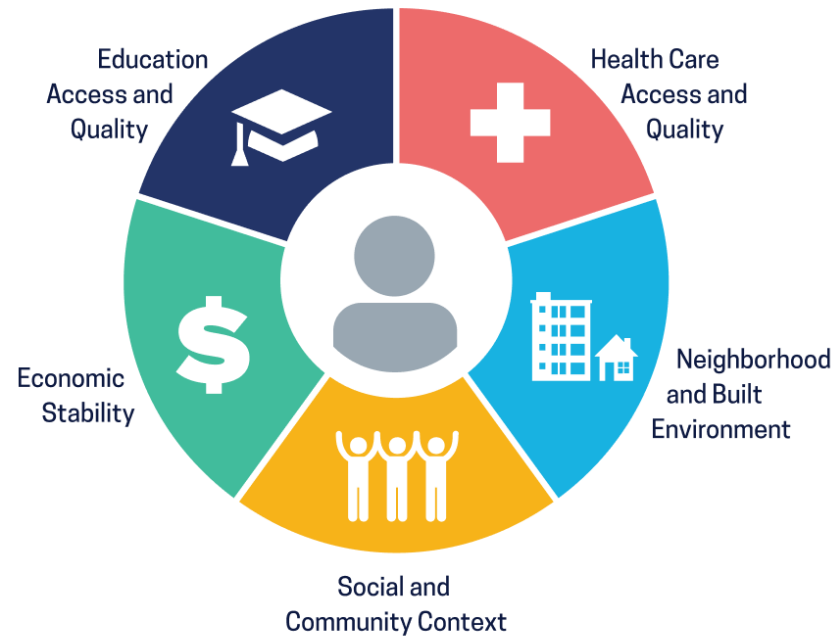 Education
Access and
Quality
Health Care
Access and
Quality
Economic
Stability
Neighborhood
and Built
Environment
Social and
Community Context